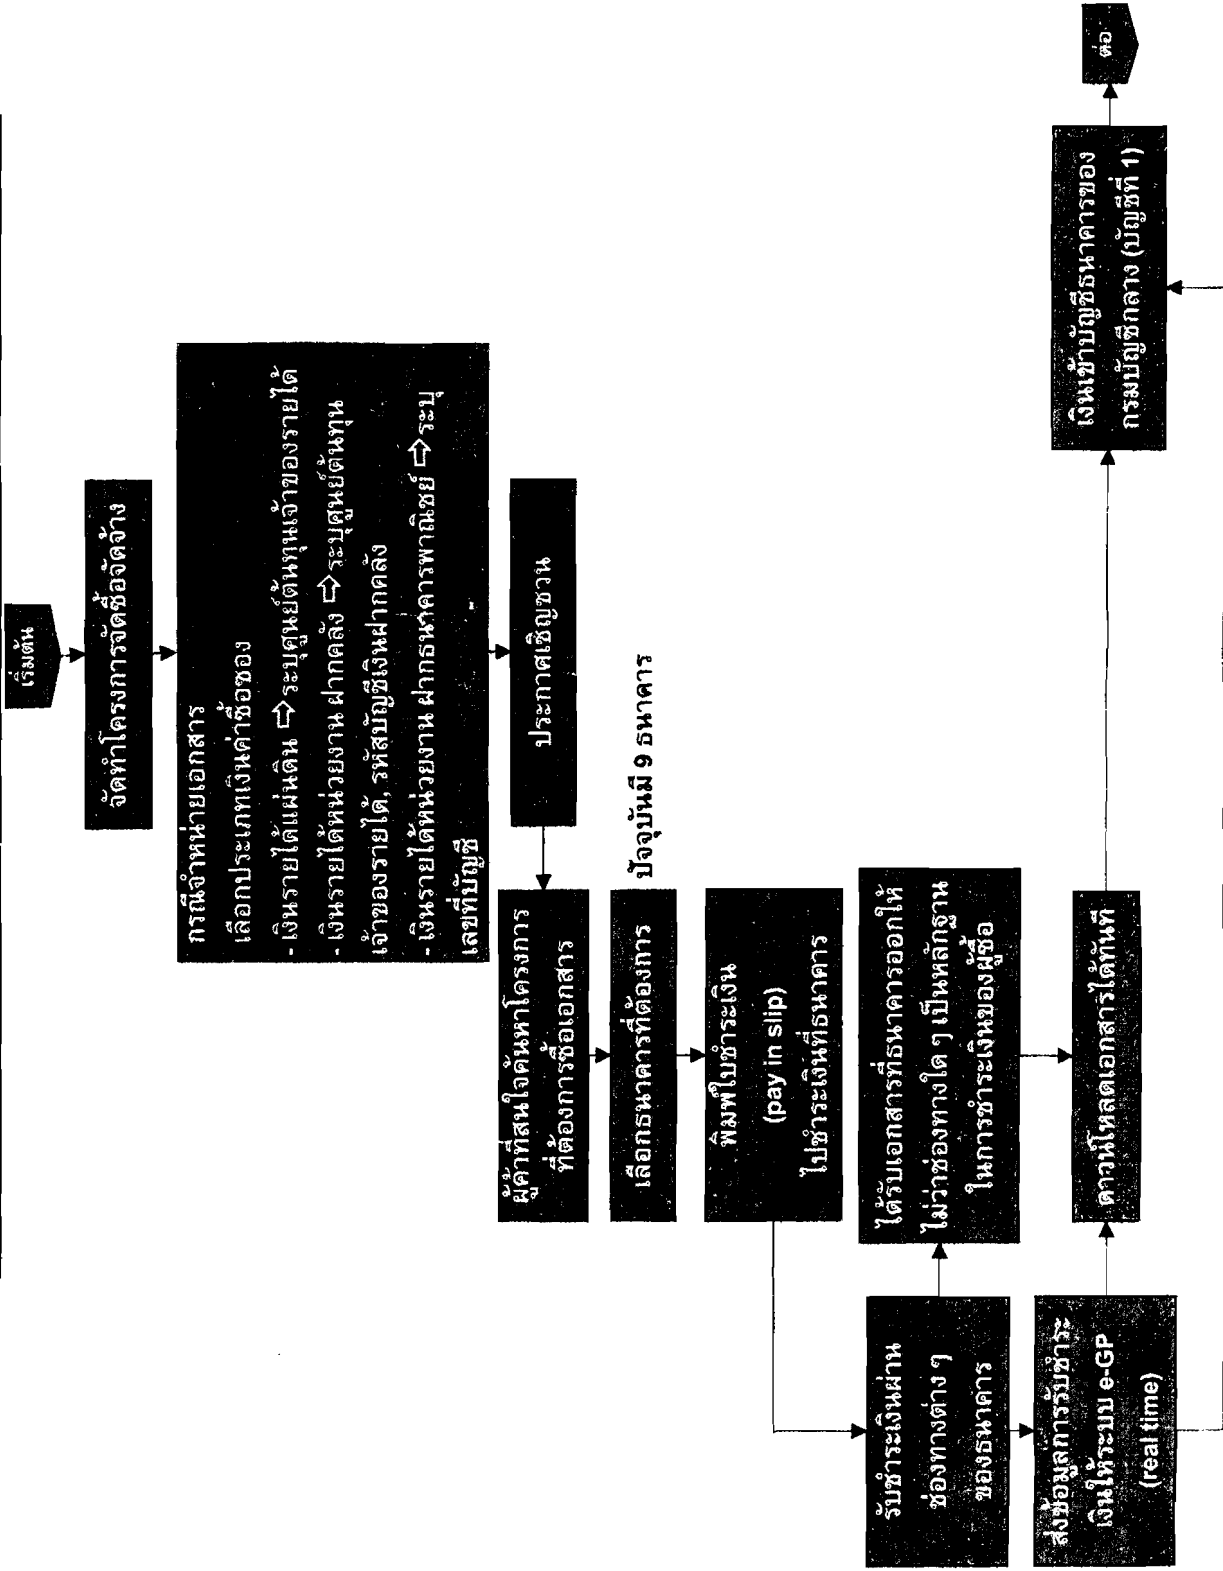 เริ่มต้น
จัดทำโครงการจัดซื้อจัดจ้าง
กรณีจำหน่ายเอกสาร
เลือกประเภทเงินค่าซื้อซอง
- เงินรายได้แผ่นดิน ⇨ ระบุศูนย์ต้นทุนเจ้าของรายได้
- เงินรายได้หน่วยงาน ฝากคลัง ⇨ ระบุศูนย์ต้นทุน
เจ้าของรายได้, รหัสบัญชีเงินฝากคลัง
- เงินรายได้หน่วยงาน ฝากธนาคารพาณิชย์ ⇨ ระบุ
เลขที่บัญชี
ประกาศเชิญชวน
ผู้ค้าที่สนใจค้นหาโครงการ
ที่ต้องการซื้อเอกสาร
เลือกธนาคารที่ต้องการ
ปัจจุบันมี 9 ธนาคาร
พิมพ์ใบชำระเงิน
(pay in slip)
ไปชำระเงินที่ธนาคาร
รับชำระเงินผ่าน
ช่องทางต่าง ๆ
ของธนาคาร
ได้รับเอกสารที่ธนาคารออกให้
ไม่ว่าช่องทางใด ๆ เป็นหลักฐาน
ในการชำระเงินของผู้ซื้อ
ส่งข้อมูลการรับชำระ
เงินให้ระบบ e-GP
(real time)
ดาวน์โหลดเอกสารได้ทันที
เงินเข้าบัญชีธนาคารของ
กรมบัญชีกลาง (บัญชีที่ 1)
ต่อ